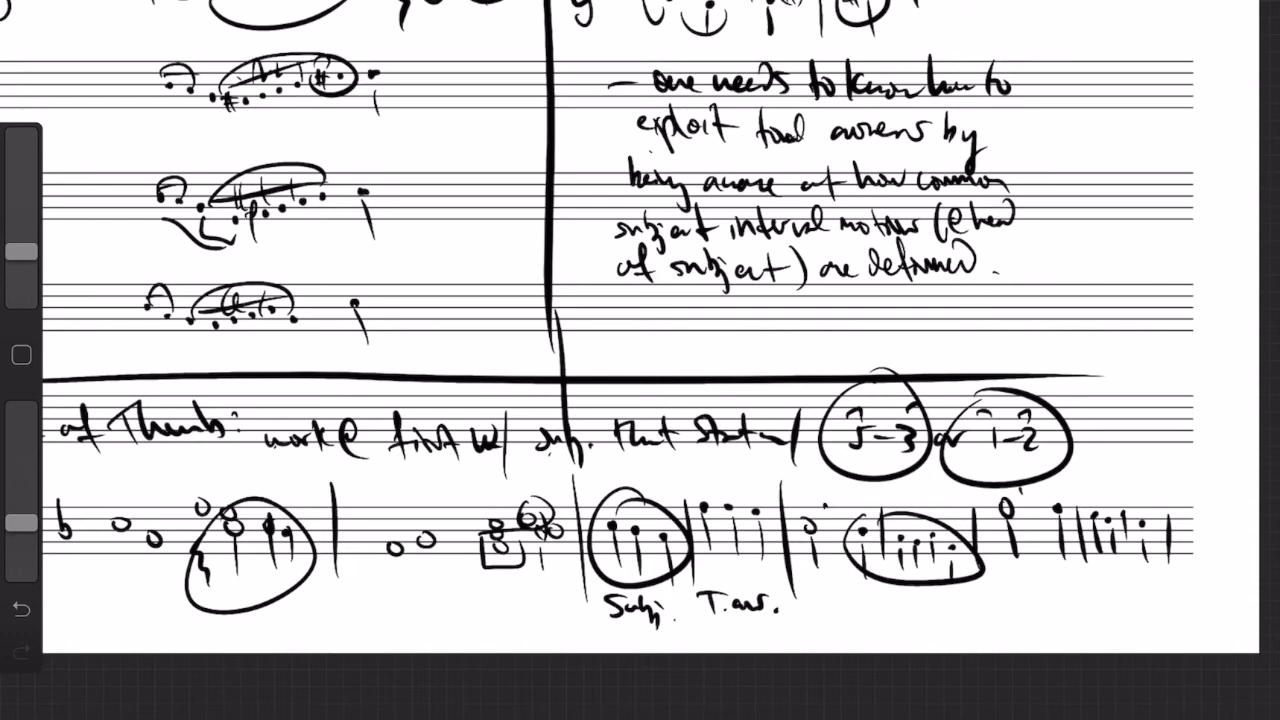 - one needs to know how to
exploit tonal answers by
being aware of how common
subject interval motives (@ head
of subject) are deformed.
of Thumb: work @ first w/ subj. that start w/ 5̂-3̂ or 1̂-2̂
Subj. T. ans.